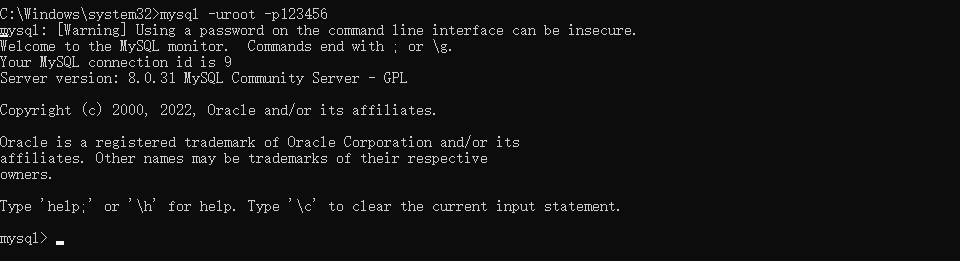 C:\Windows\system32>mysql -uroot -p123456
mysql: [Warning] Using a password on the command line interface can be insecure.
Welcome to the MySQL monitor.  Commands end with ; or \g.
Your MySQL connection id is 9
Server version: 8.0.31 MySQL Community Server - GPL

Copyright (c) 2000, 2022, Oracle and/or its affiliates.

Oracle is a registered trademark of Oracle Corporation and/or its
affiliates. Other names may be trademarks of their respective
owners.

Type 'help;' or '\h' for help. Type '\c' to clear the current input statement.

mysql>